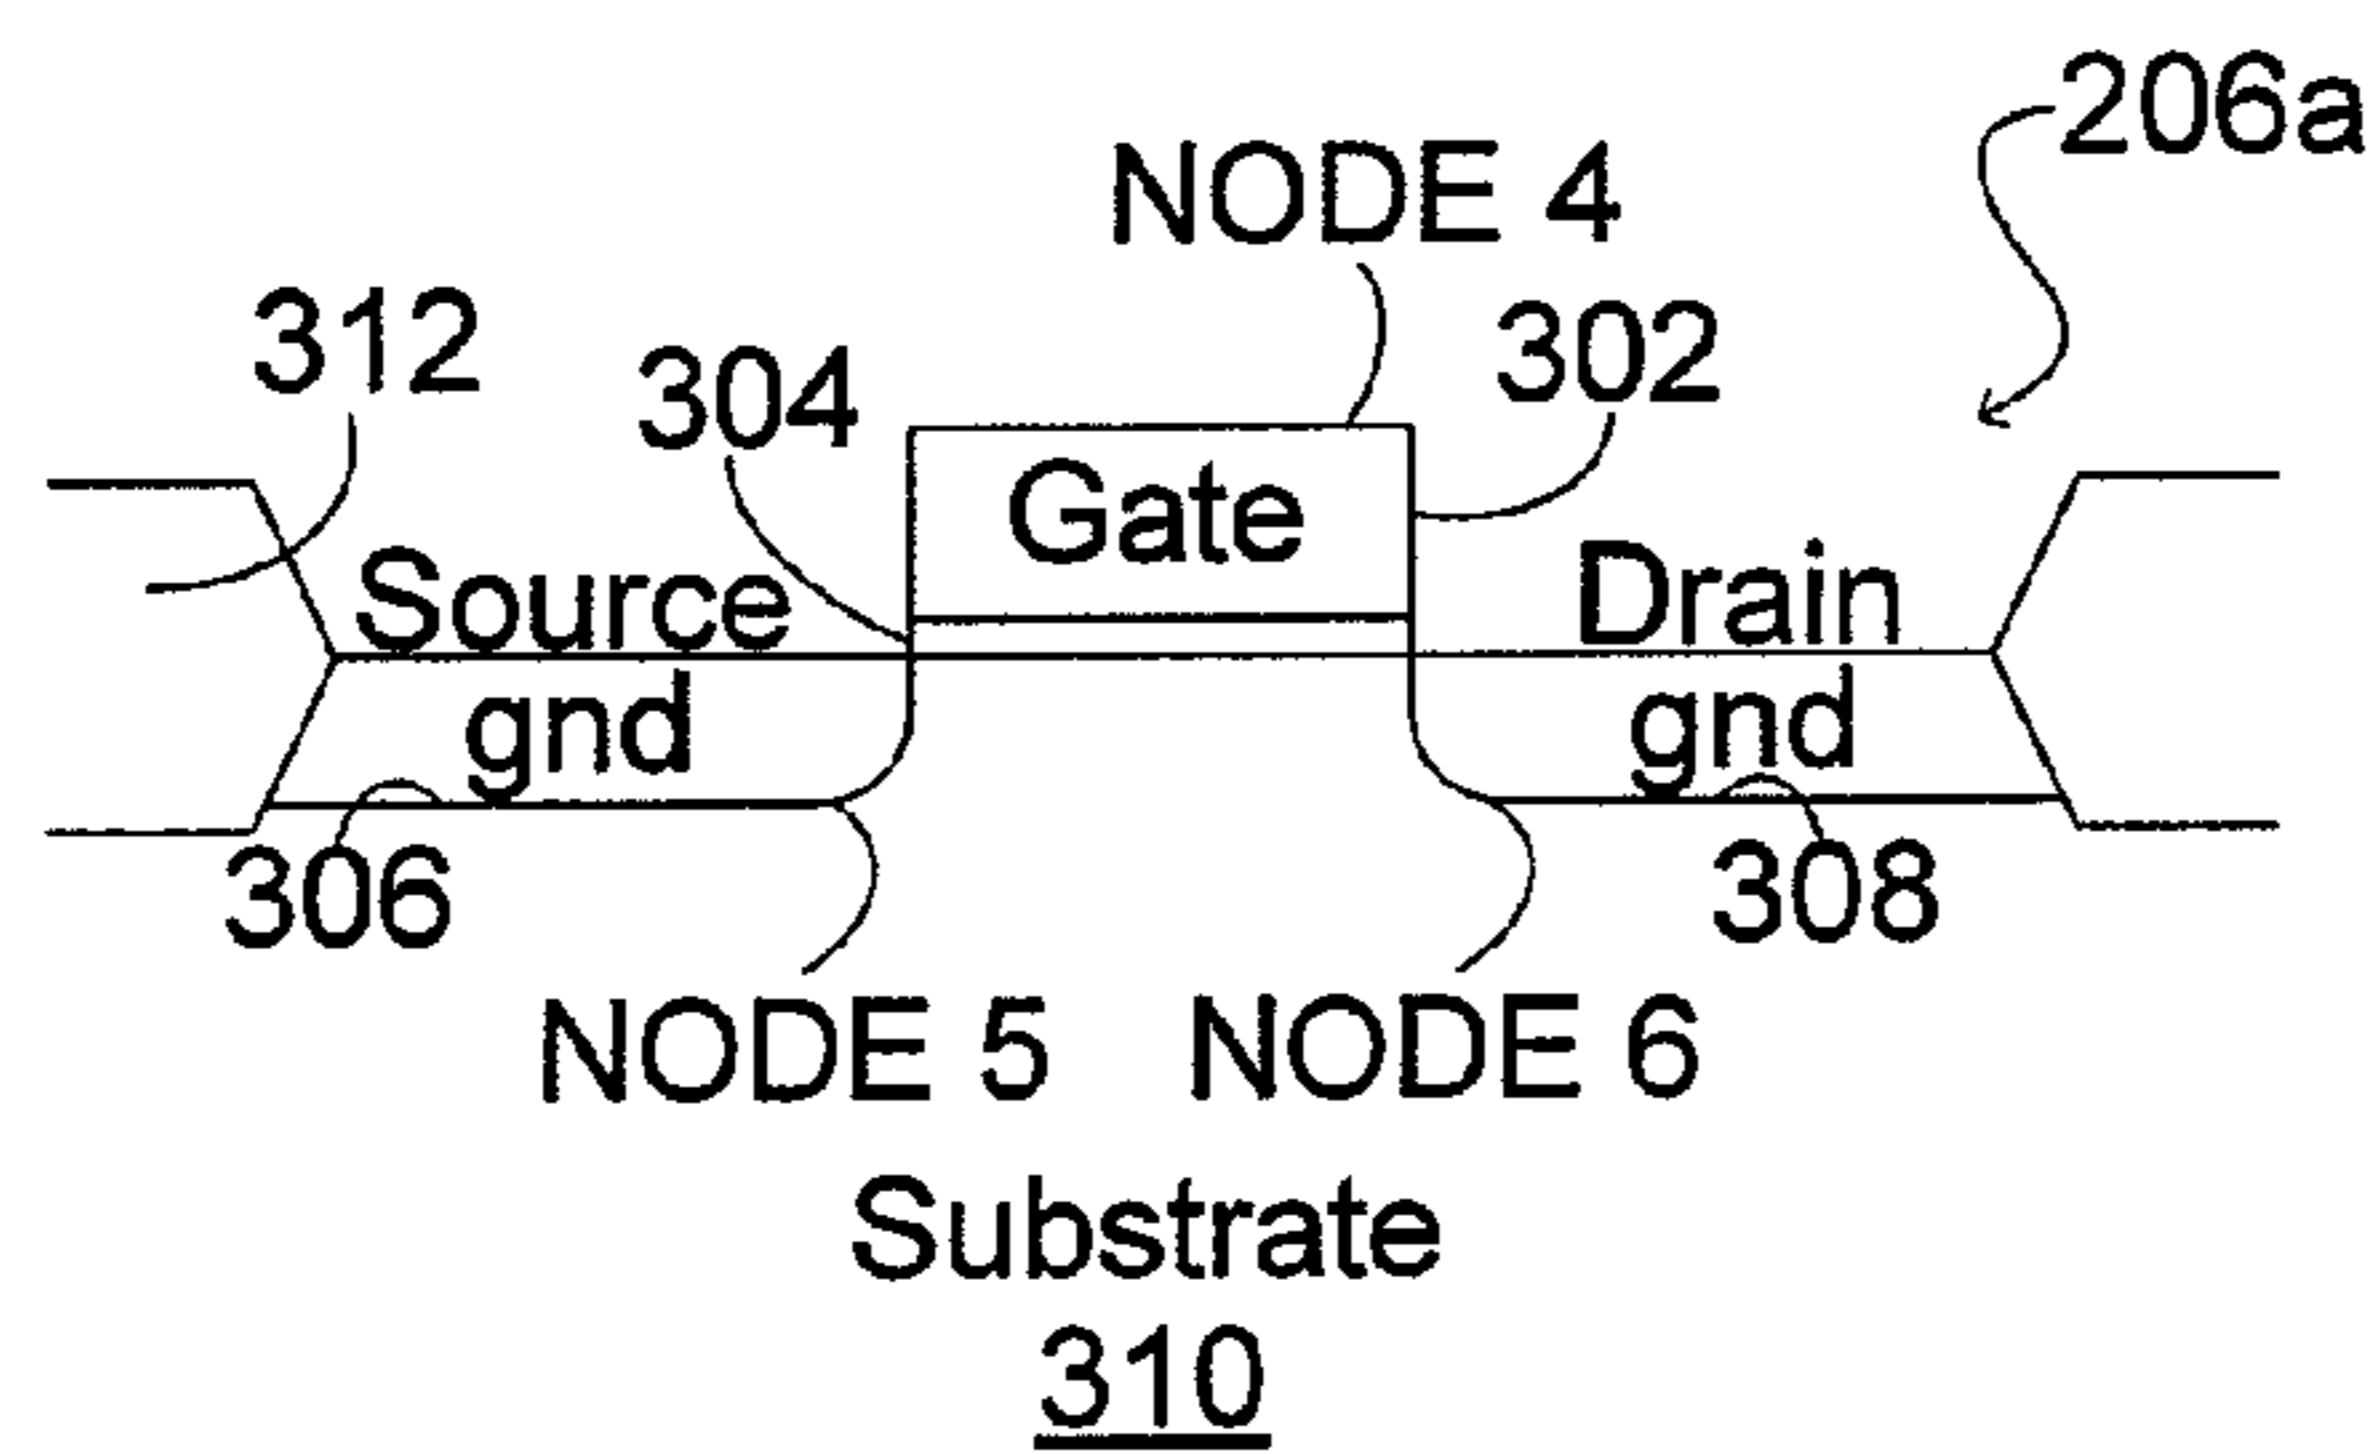 206a
NODE 4
312
304
302
Gate
Source
Drain
gnd
gnd
306
308
NODE 5
NODE 6
Substrate
310